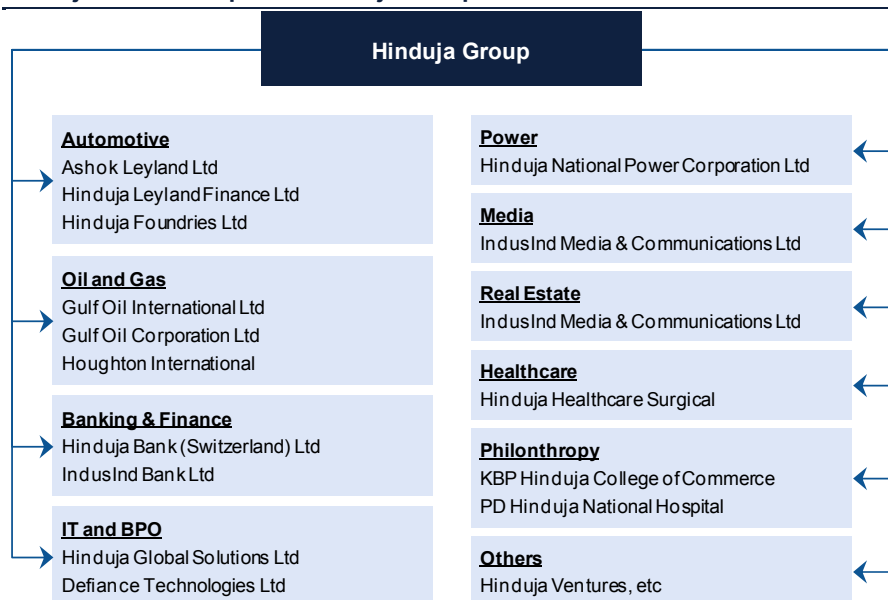 Hinduja Group
Automotive
Ashok Leyland Ltd
Hinduja Leyland Finance Ltd
Hinduja Foundries Ltd
Oil and Gas
Gulf Oil International Ltd
Gulf Oil Corporation Ltd
Houghton International
Banking & Finance
Hinduja Bank (Switzerland) Ltd
IndusInd Bank Ltd
IT and BPO
Hinduja Global Solutions Ltd
Defiance Technologies Ltd
Power
Hinduja National Power Corporation Ltd
Media
IndusInd Media & Communications Ltd
Real Estate
IndusInd Media & Communications Ltd
Healthcare
Hinduja Healthcare Surgical
Philonthropy
KBP Hinduja College of Commerce
PD Hinduja National Hospital
Others
Hinduja Ventures, etc